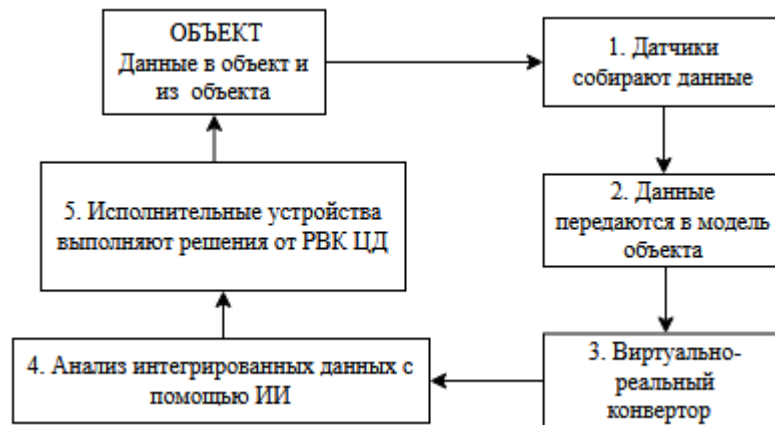 ОБЪЕКТ
Данные в объект и
из объекта
1. Датчики
собирают данные
2. Данные
передаются в модель
объекта
3. Виртуально-
реальный
конвертор
4. Анализ интегрированных данных с
помощью ИИ
5. Исполнительные устройства
выполняют решения от РВК ЦД